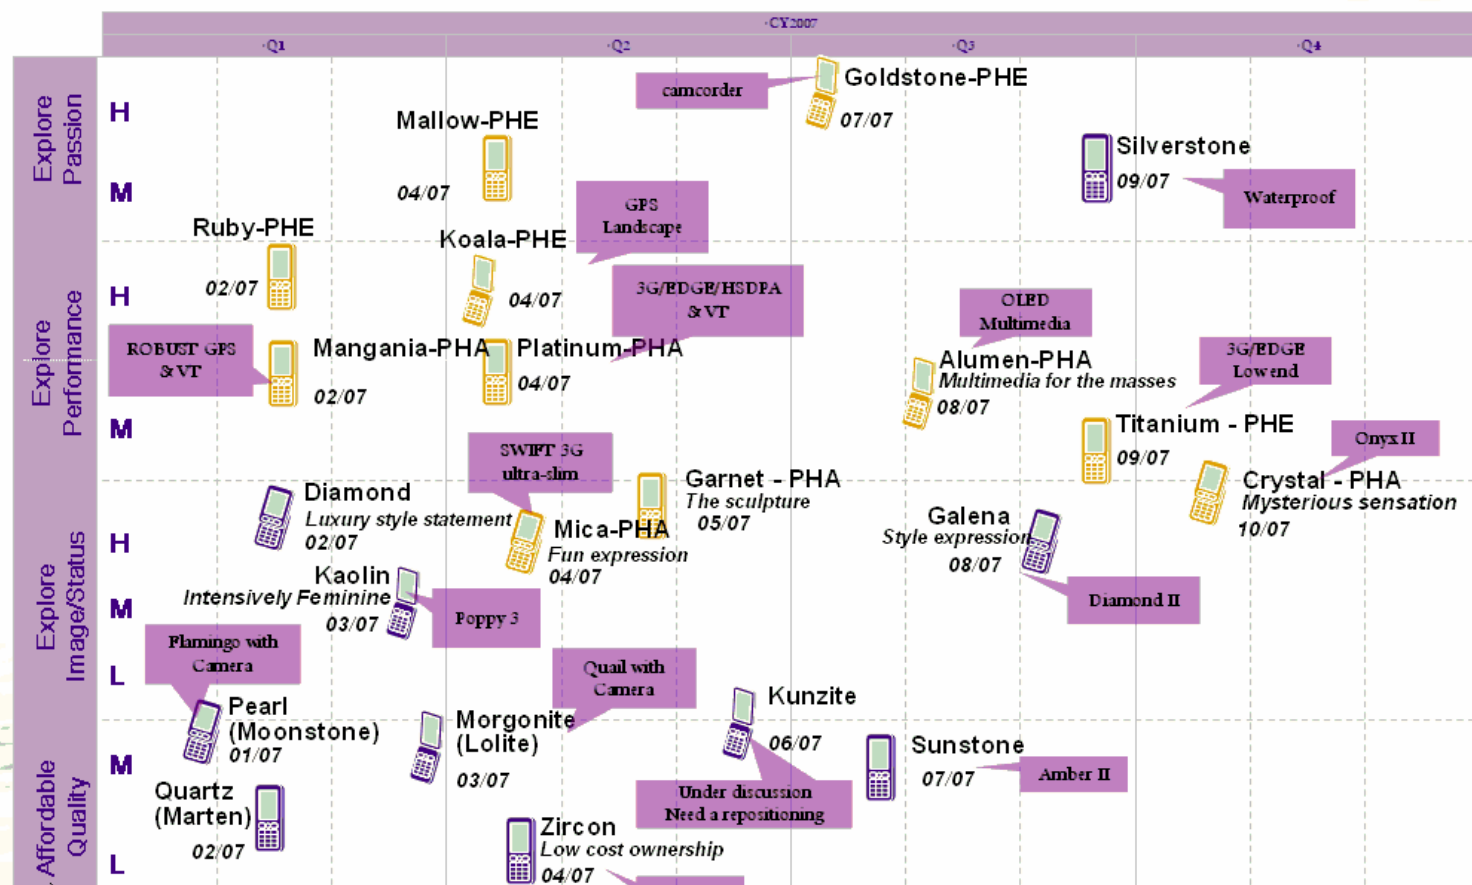 ·CY2007
·Q1
·Q2
·Q3
·Q4
Explore
Passion
H
M
camcorder
Goldstone-PHE
07/07
Mallow-PHE
04/07
Silverstone
09/07
Waterproof
GPS
Landscape
Ruby-PHE
02/07
Koala-PHE
04/07
Explore
Performance
H
M
3G/EDGE/HSDPA
& VT
OLED
Multimedia
ROBUST GPS
& VT
Mangania-PHA
02/07
Platinum-PHA
04/07
Alumen-PHA
Multimedia for the masses
08/07
3G/EDGE
Lowend
Titanium - PHE
09/07
Onyx II
Crystal - PHA
Mysterious sensation
10/07
SWIFT 3G
ultra-slim
Garnet - PHA
The sculpture
05/07
Explore
Image/Status
H
M
L
Diamond
Luxury style statement
02/07
Mica-PHA
Fun expression
04/07
Galena
Style expression
08/07
Diamond II
Kaolin
Intensively Feminine
03/07
Poppy 3
Flamingo with
Camera
Quail with
Camera
Pearl
(Moonstone)
01/07
Morgonite
(Lolite)
03/07
Kunzite
06/07
Under discussion
Need a repositioning
Sunstone
07/07
Amber II
Affordable
Quality
M
L
Quartz
(Marten)
02/07
Zircon
Low cost ownership
04/07